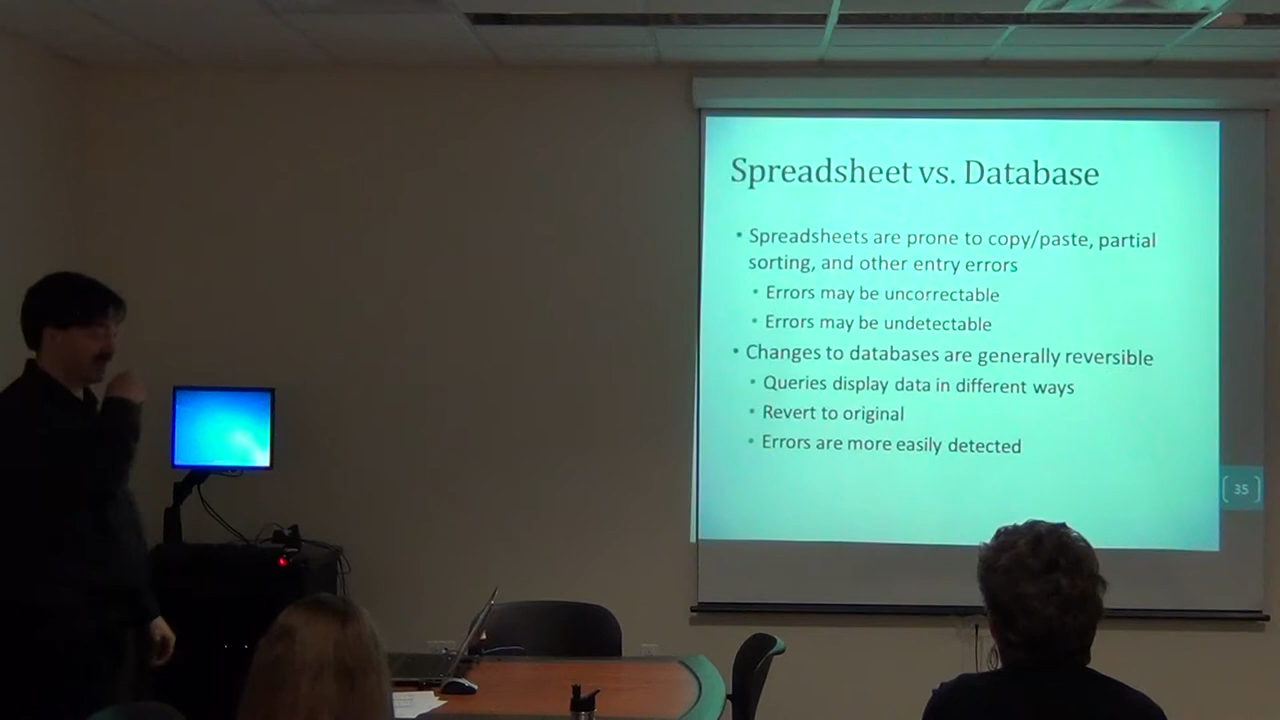 Spreadsheet vs. Database
• Spreadsheets are prone to copy/paste, partial
sorting, and other entry errors
• Errors may be uncorrectable
• Errors may be undetectable
• Changes to databases are generally reversible
• Queries display data in different ways
• Revert to original
• Errors are more easily detected
[ 35 ]